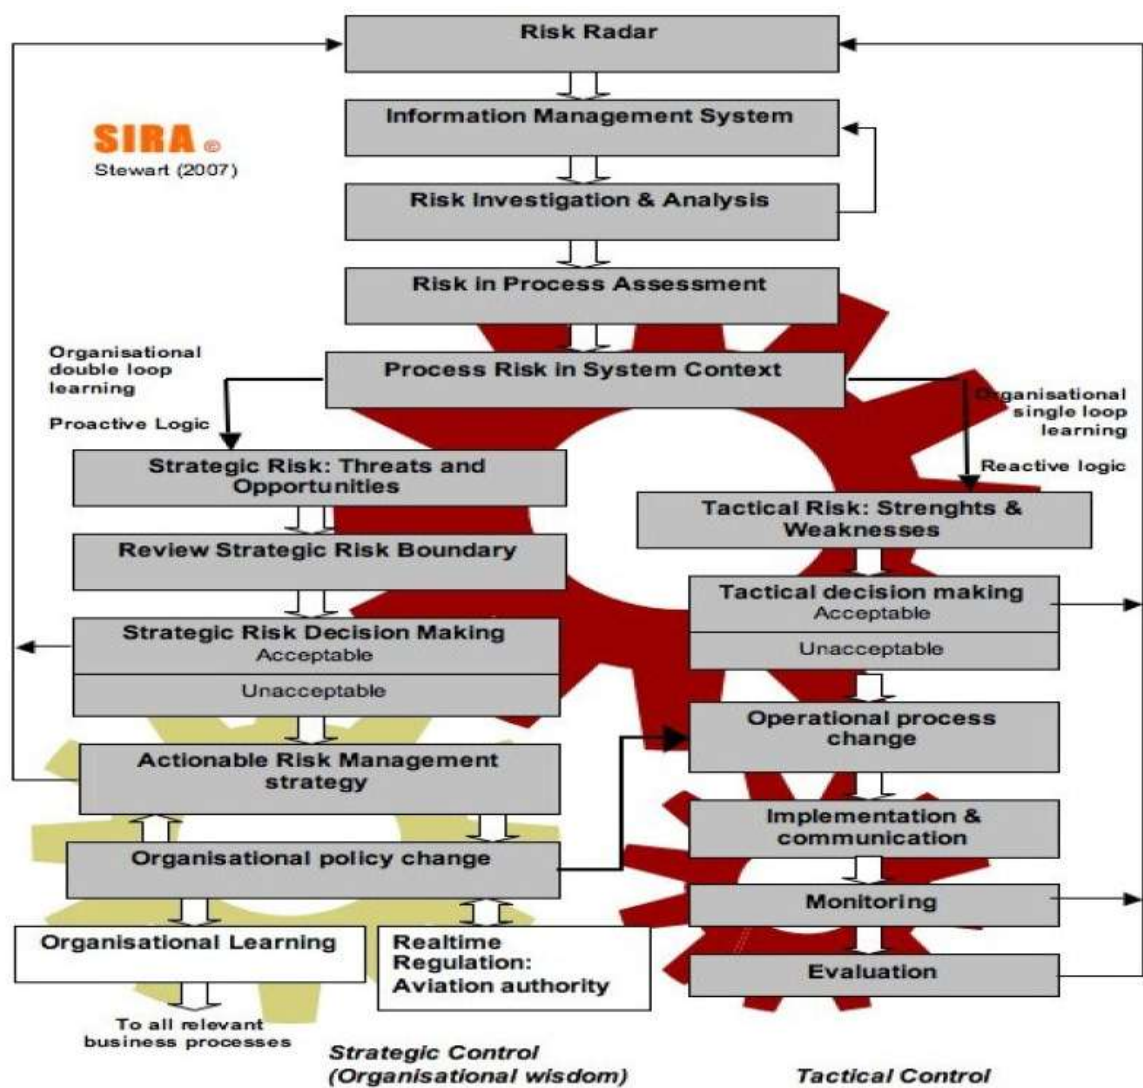 Risk Radar
Information Management System
SIRA ©
Stewart (2007)
Risk Investigation & Analysis
Risk in Process Assessment
Process Risk in System Context
Organisational
double loop
learning
Proactive Logic
Organisational
single loop
learning
Reactive logic
Strategic Risk: Threats and
Opportunities
Review Strategic Risk Boundary
Strategic Risk Decision Making
Acceptable
Unacceptable
Actionable Risk Management
strategy
Organisational policy change
Organisational Learning
Realtime
Regulation:
Aviation authority
To all relevant
business processes
Strategic Control
(Organisational wisdom)
Tactical Risk: Strenghts &
Weaknesses
Tactical decision making
Acceptable
Unacceptable
Operational process
change
Implementation &
communication
Monitoring
Evaluation
Tactical Control